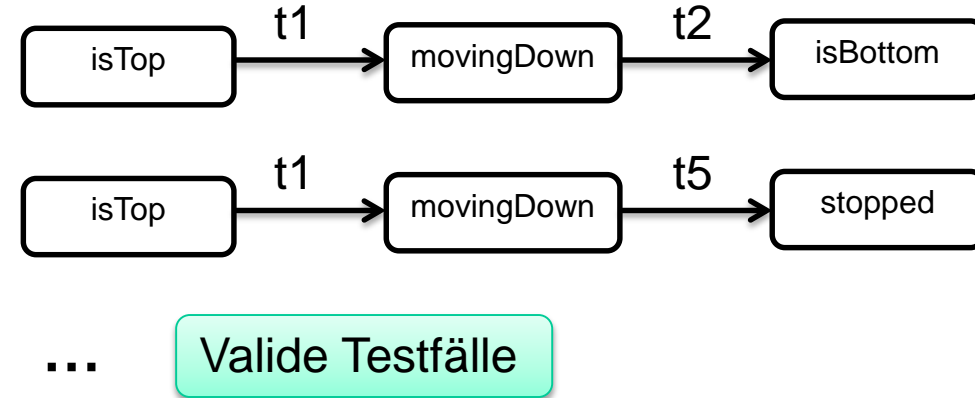 t1 t2
isTop movingDown isBottom
t1 t5
isTop movingDown stopped
... Valide Testfälle